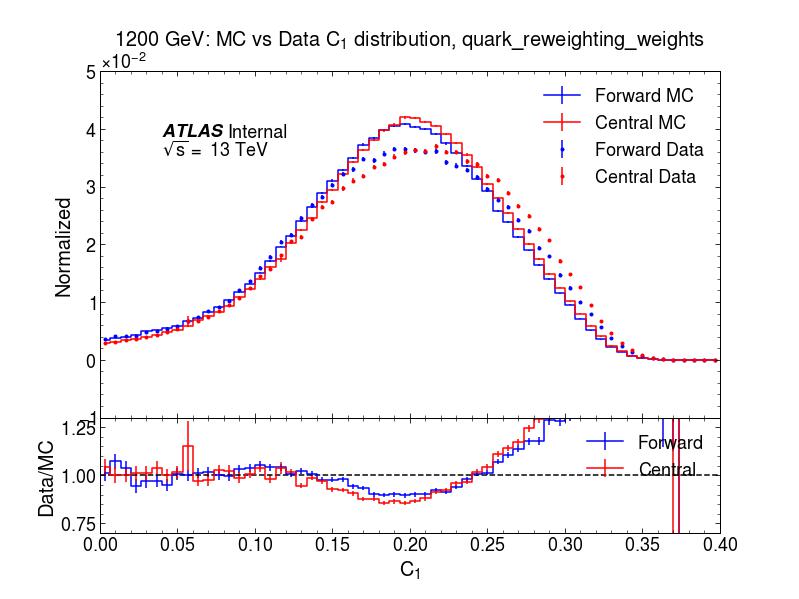 1200 GeV: MC vs Data C₁ distribution, quark_reweighting_weights
×10⁻²
5
4
3
2
1
0
−1
Normalized
ATLAS Internal
√s = 13 TeV
Forward MC
Central MC
Forward Data
Central Data
1.25
1.00
0.75
Data/MC
Forward
Central
0.00 0.05 0.10 0.15 0.20 0.25 0.30 0.35 0.40
C₁